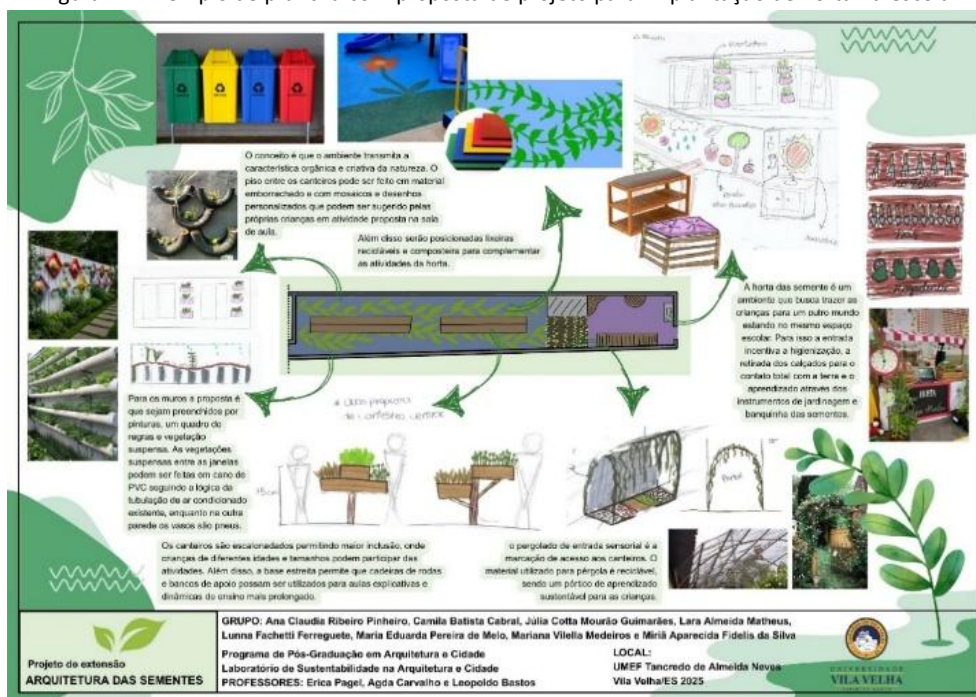 O conceito é que o ambiente transmita a
característica orgânica e criativa da natureza. O
piso entre os canteiros pode ser feito em material
emborrachado e com mosaicos e desenhos
personalizados que podem ser sugerido pelas
próprias crianças em atividade proposta na sala
de aula.
Além disso serão posicionadas lixeiras
recicláveis e composteira para complementar
as atividades da horta.
A horta das semente é um
ambiente que busca trazer as
crianças para um outro mundo
estando no mesmo espaço
escolar. Para isso a entrada
incentiva a higienização, a
retirada dos calçados para o
contato total com a terra e o
aprendizado através dos
instrumentos de jardinagem e
banquinha das sementes.
Para os muros a proposta é
que sejam preenchidos por
pinturas, um quadro de
regras e vegetação
suspensa. As vegetações
suspensas entre as janelas
podem ser feitas em cano de
PVC seguindo a lógica da
tubulação de ar condicionado
existente, enquanto na outra
parede os vasos são pneus.
Portal
Os canteiros são escalonados permitindo maior inclusão, onde
crianças de diferentes idades e tamanhos podem participar das
atividades. Além disso, a base estreita permite que cadeiras de rodas
e bancos de apoio possam ser utilizados para aulas explicativas e
dinâmicas de ensino mais prolongado.
o pergolado de entrada sensorial é a
marcação de acesso aos canteiros. O
material utilizado para pérgola é reciclável,
sendo um pórtico de aprendizado
sustentável para as crianças.
Projeto de extensão
ARQUITETURA DAS SEMENTES
GRUPO: Ana Claudia Ribeiro Pinheiro, Camila Batista Cabral, Júlia Cotta Mourão Guimarães, Lara Almeida Matheus,
Lunna Fachetti Ferreguete, Maria Eduarda Pereira de Melo, Mariana Vilella Medeiros e Miriã Aparecida Fidelis da Silva
Programa de Pós-Graduação em Arquitetura e Cidade
Laboratório de Sustentabilidade na Arquitetura e Cidade
PROFESSORES: Erica Pagel, Agda Carvalho e Leopoldo Bastos
LOCAL:
UMEF Tancredo de Almeida Neves
Vila Velha/ES 2025
UNIVERSIDADE
VILA VELHA